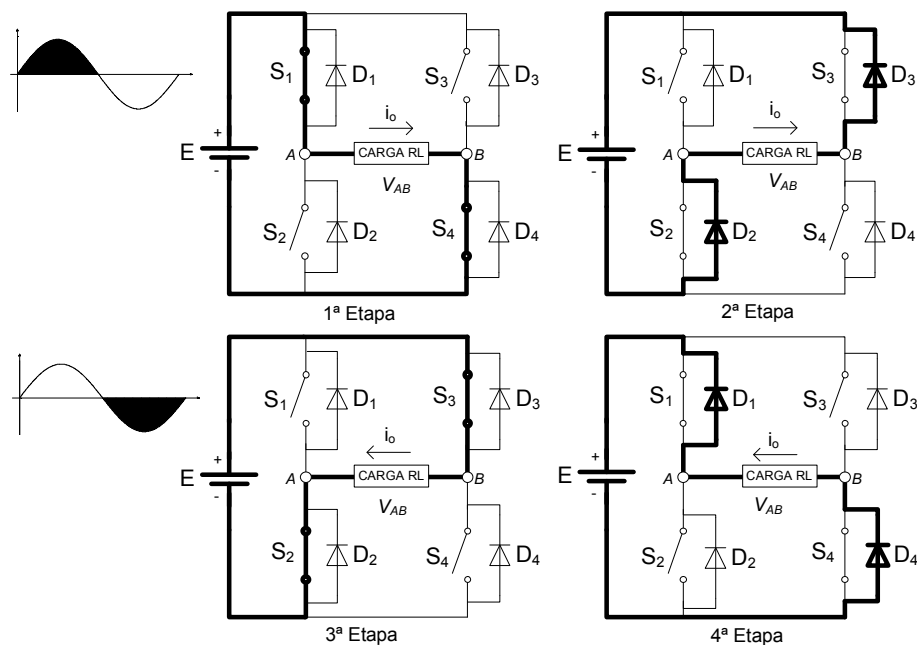 S1 D1 S3 D3
io
+
E
-
A CARGA RL B
VAB
S2 D2 S4 D4
1ª Etapa
S1 D1 S3 D3
io
+
E
-
A CARGA RL B
VAB
S2 D2 S4 D4
2ª Etapa
S1 D1 S3 D3
io
+
E
-
A CARGA RL B
VAB
S2 D2 S4 D4
3ª Etapa
S1 D1 S3 D3
io
+
E
-
A CARGA RL B
VAB
S2 D2 S4 D4
4ª Etapa